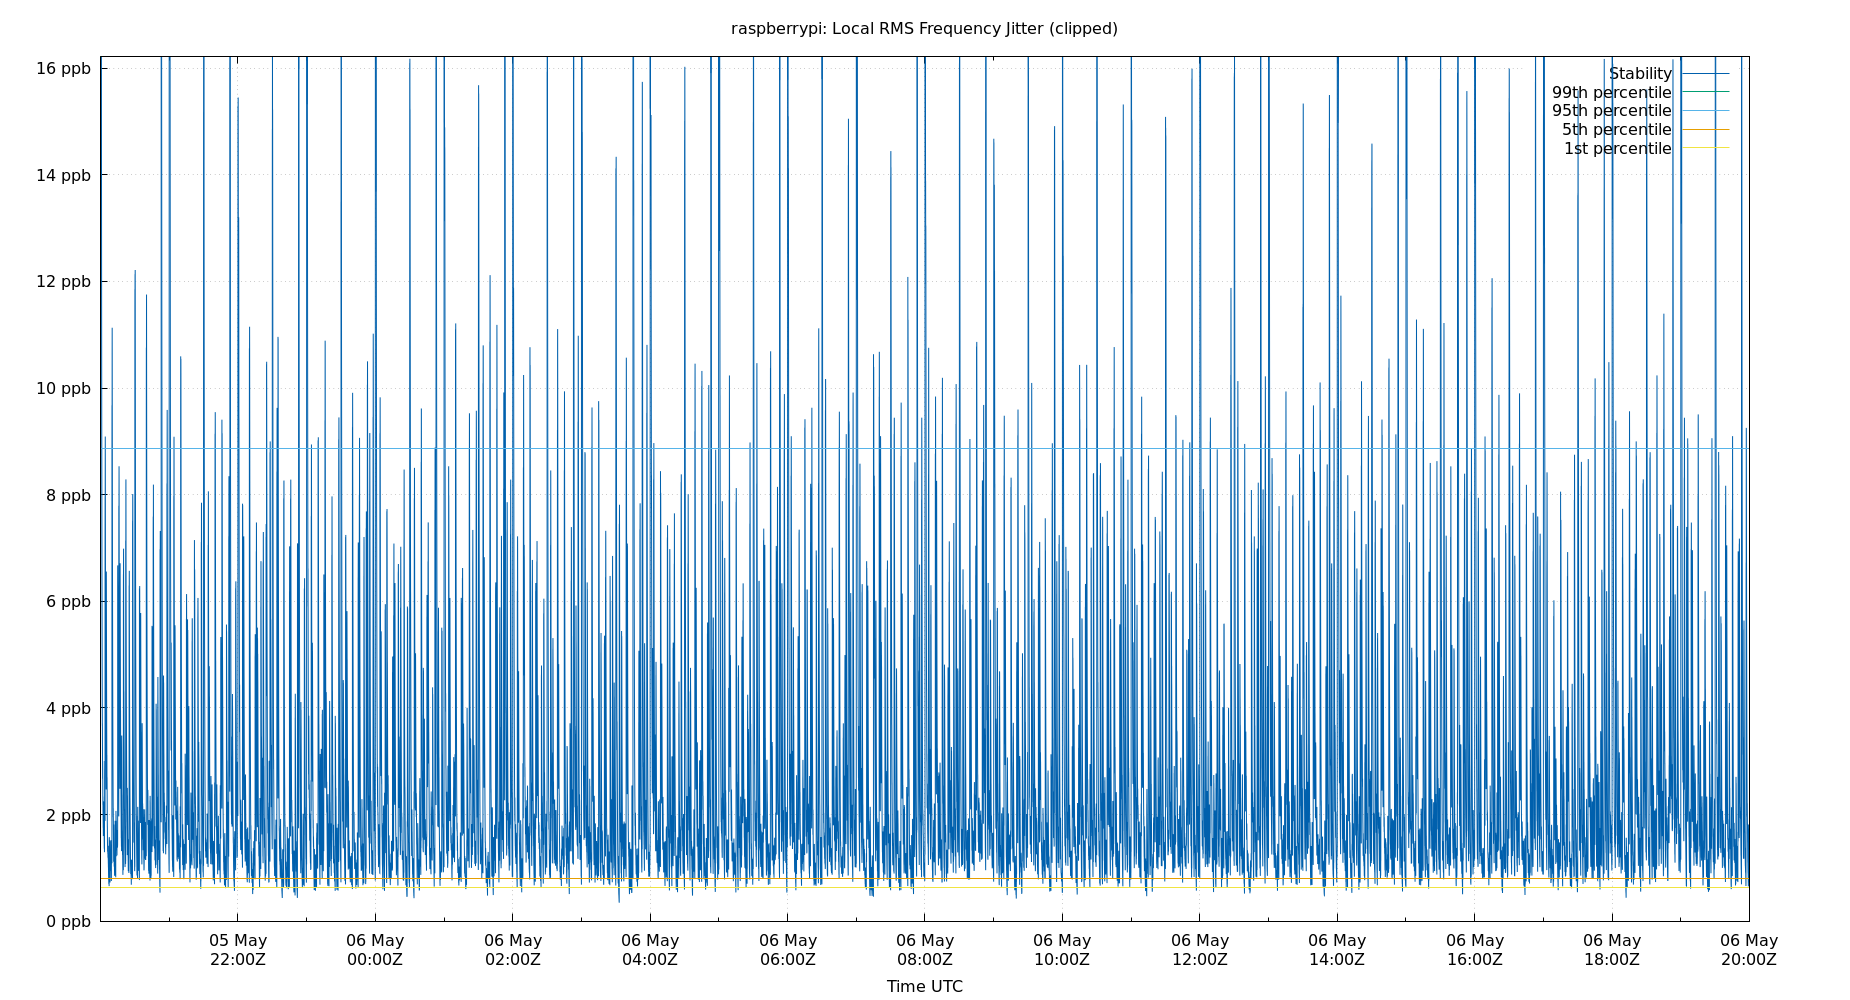 raspberrypi: Local RMS Frequency Jitter (clipped)
16 ppb
14 ppb
12 ppb
10 ppb
8 ppb
6 ppb
4 ppb
2 ppb
0 ppb
Stability
99th percentile
95th percentile
5th percentile
1st percentile
05 May 22:00Z
06 May 00:00Z
06 May 02:00Z
06 May 04:00Z
06 May 06:00Z
06 May 08:00Z
06 May 10:00Z
06 May 12:00Z
06 May 14:00Z
06 May 16:00Z
06 May 18:00Z
06 May 20:00Z
Time UTC